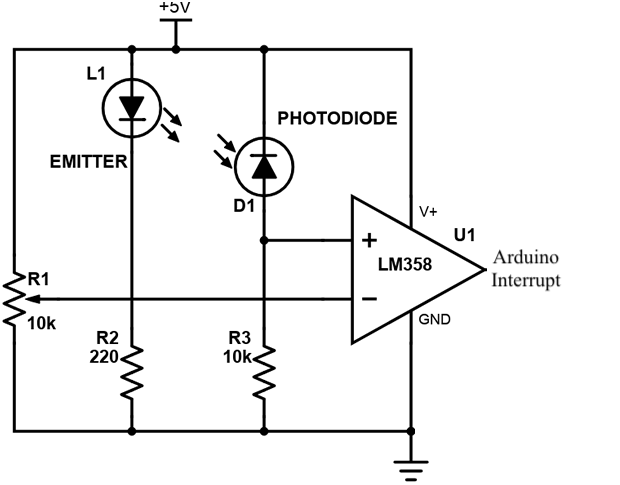 +5V
L1
PHOTODIODE
EMITTER
D1
V+
U1
+
LM358
Arduino
Interrupt
R1
−
10k
GND
R2
220
R3
10k